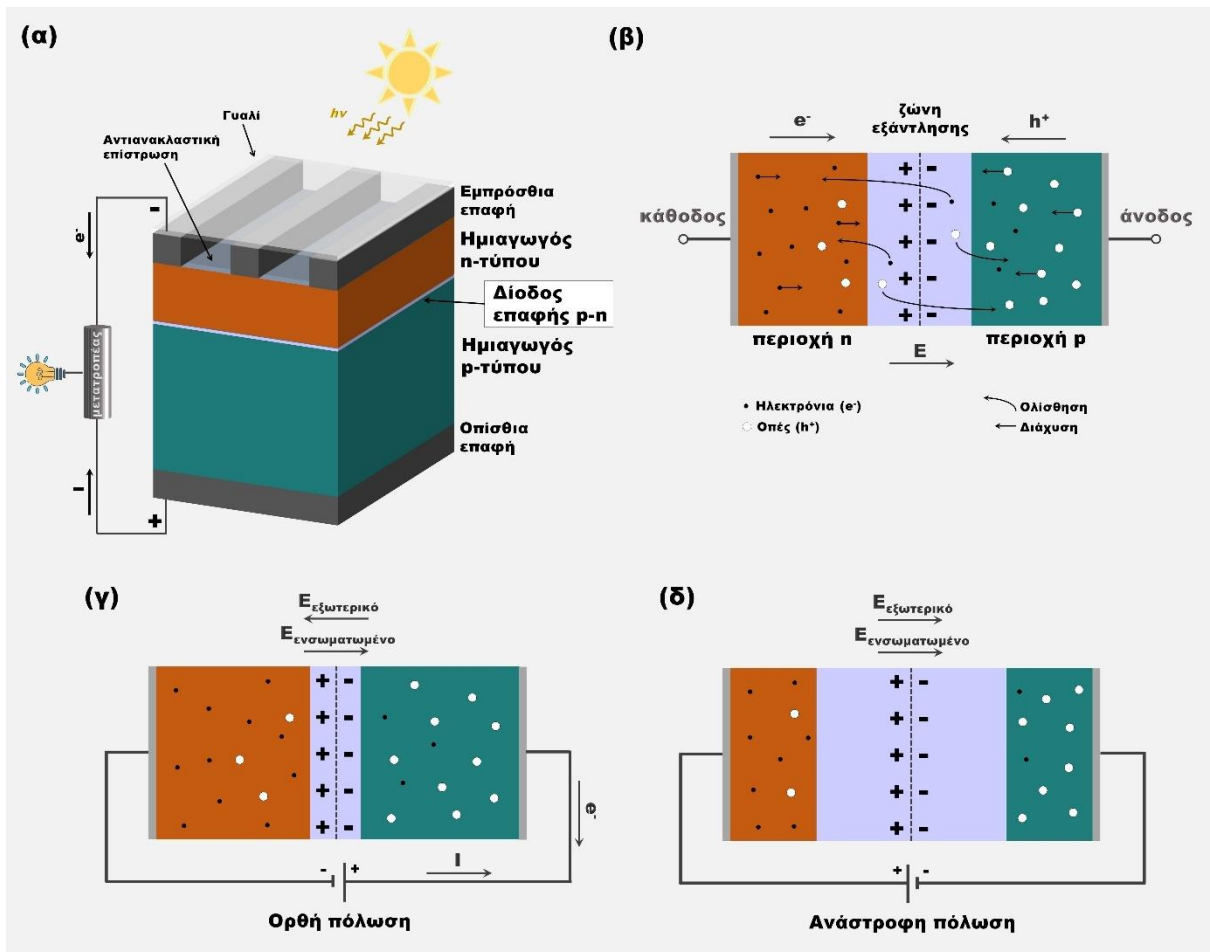 (α)
Γυαλί
hν
Αντιανακλαστική
επίστρωση
-
e-
Εμπρόσθια
επαφή
Ημιαγωγός
n-τύπου
Δίοδος
επαφής p-n
Ημιαγωγός
p-τύπου
μετατροπέας
Οπίσθια
επαφή
I
+
(β)
ζώνη
εξάντλησης
e-
h+
κάθοδος
άνοδος
+ -
+ -
+ -
+ -
+ -
περιοχή n
περιοχή p
E
Ηλεκτρόνια (e-)
Οπές (h+)
Ολίσθηση
Διάχυση
(γ)
Eεξωτερικό
Eενσωματωμένο
+ -
+ -
+ -
+ -
+ -
e-
- +
I
Ορθή πόλωση
(δ)
Eεξωτερικό
Eενσωματωμένο
+ -
+ -
+ -
+ -
+ -
+ -
Ανάστροφη πόλωση